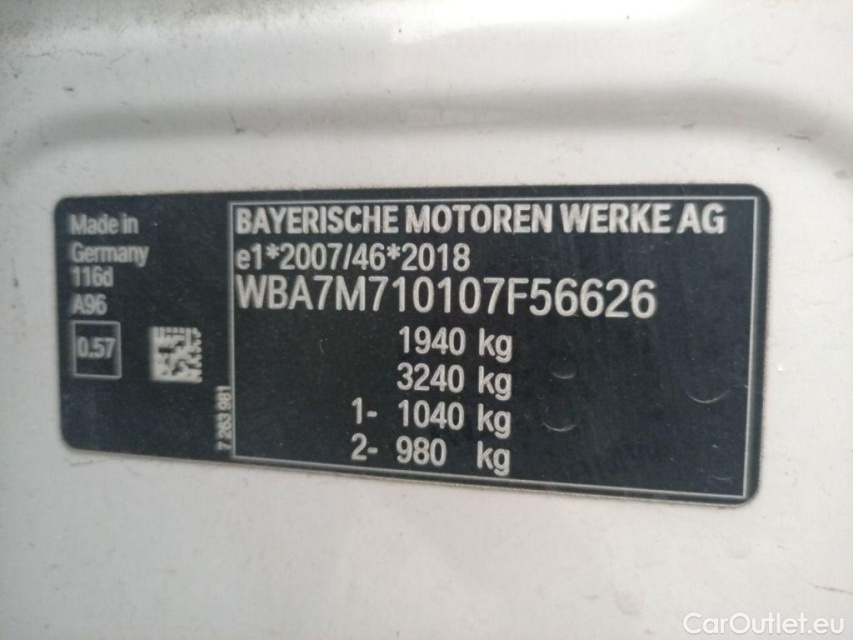 Made in
Germany
116d
A96
0.57
7 263 981
BAYERISCHE MOTOREN WERKE AG
e1*2007/46*2018
WBA7M710107F56626
1940 kg
3240 kg
1- 1040 kg
2- 980 kg
CarOutlet.eu